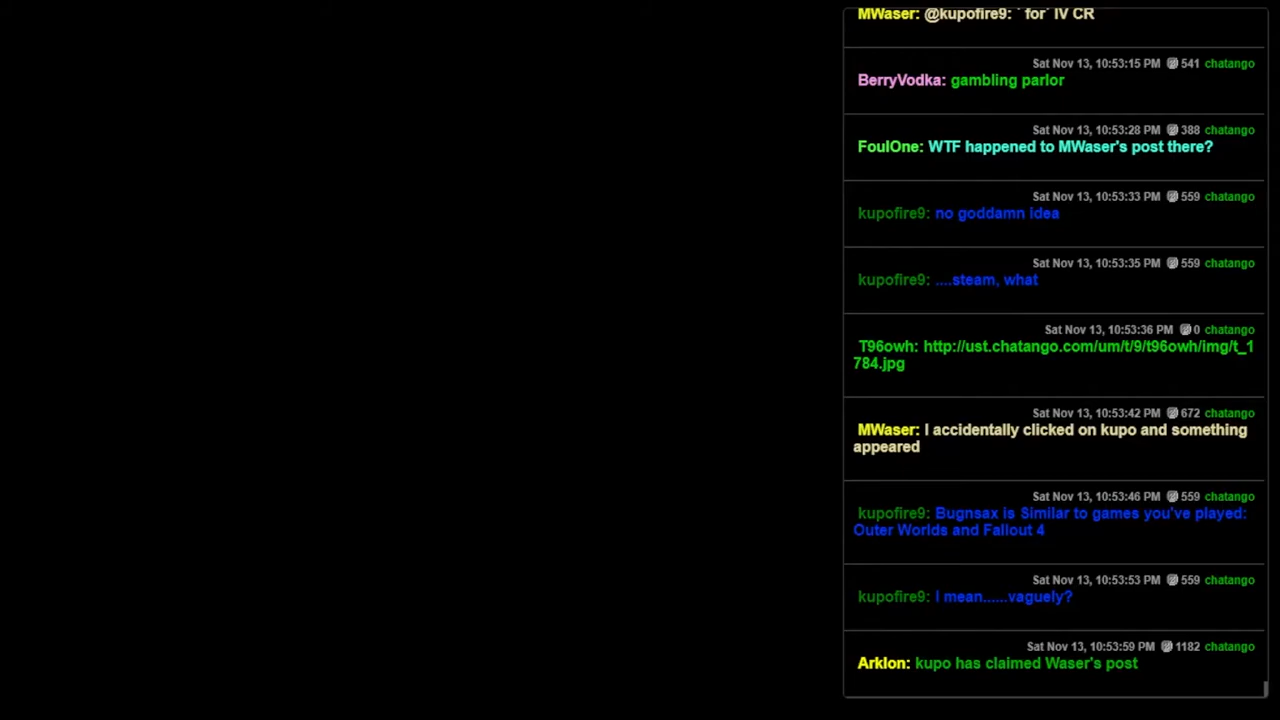 MWaser: @kupofire9: ` for` IV CR
Sat Nov 13, 10:53:15 PM 541 chatango
BerryVodka: gambling parlor
Sat Nov 13, 10:53:28 PM 388 chatango
FoulOne: WTF happened to MWaser's post there?
Sat Nov 13, 10:53:33 PM 559 chatango
kupofire9: no goddamn idea
Sat Nov 13, 10:53:35 PM 559 chatango
kupofire9: ....steam, what
Sat Nov 13, 10:53:36 PM 0 chatango
T96owh: http://ust.chatango.com/um/t/9/t96owh/img/t_1
784.jpg
Sat Nov 13, 10:53:42 PM 672 chatango
MWaser: I accidentally clicked on kupo and something
appeared
Sat Nov 13, 10:53:46 PM 559 chatango
kupofire9: Bugnsax is Similar to games you've played:
Outer Worlds and Fallout 4
Sat Nov 13, 10:53:53 PM 559 chatango
kupofire9: I mean......vaguely?
Sat Nov 13, 10:53:59 PM 1182 chatango
Arklon: kupo has claimed Waser's post